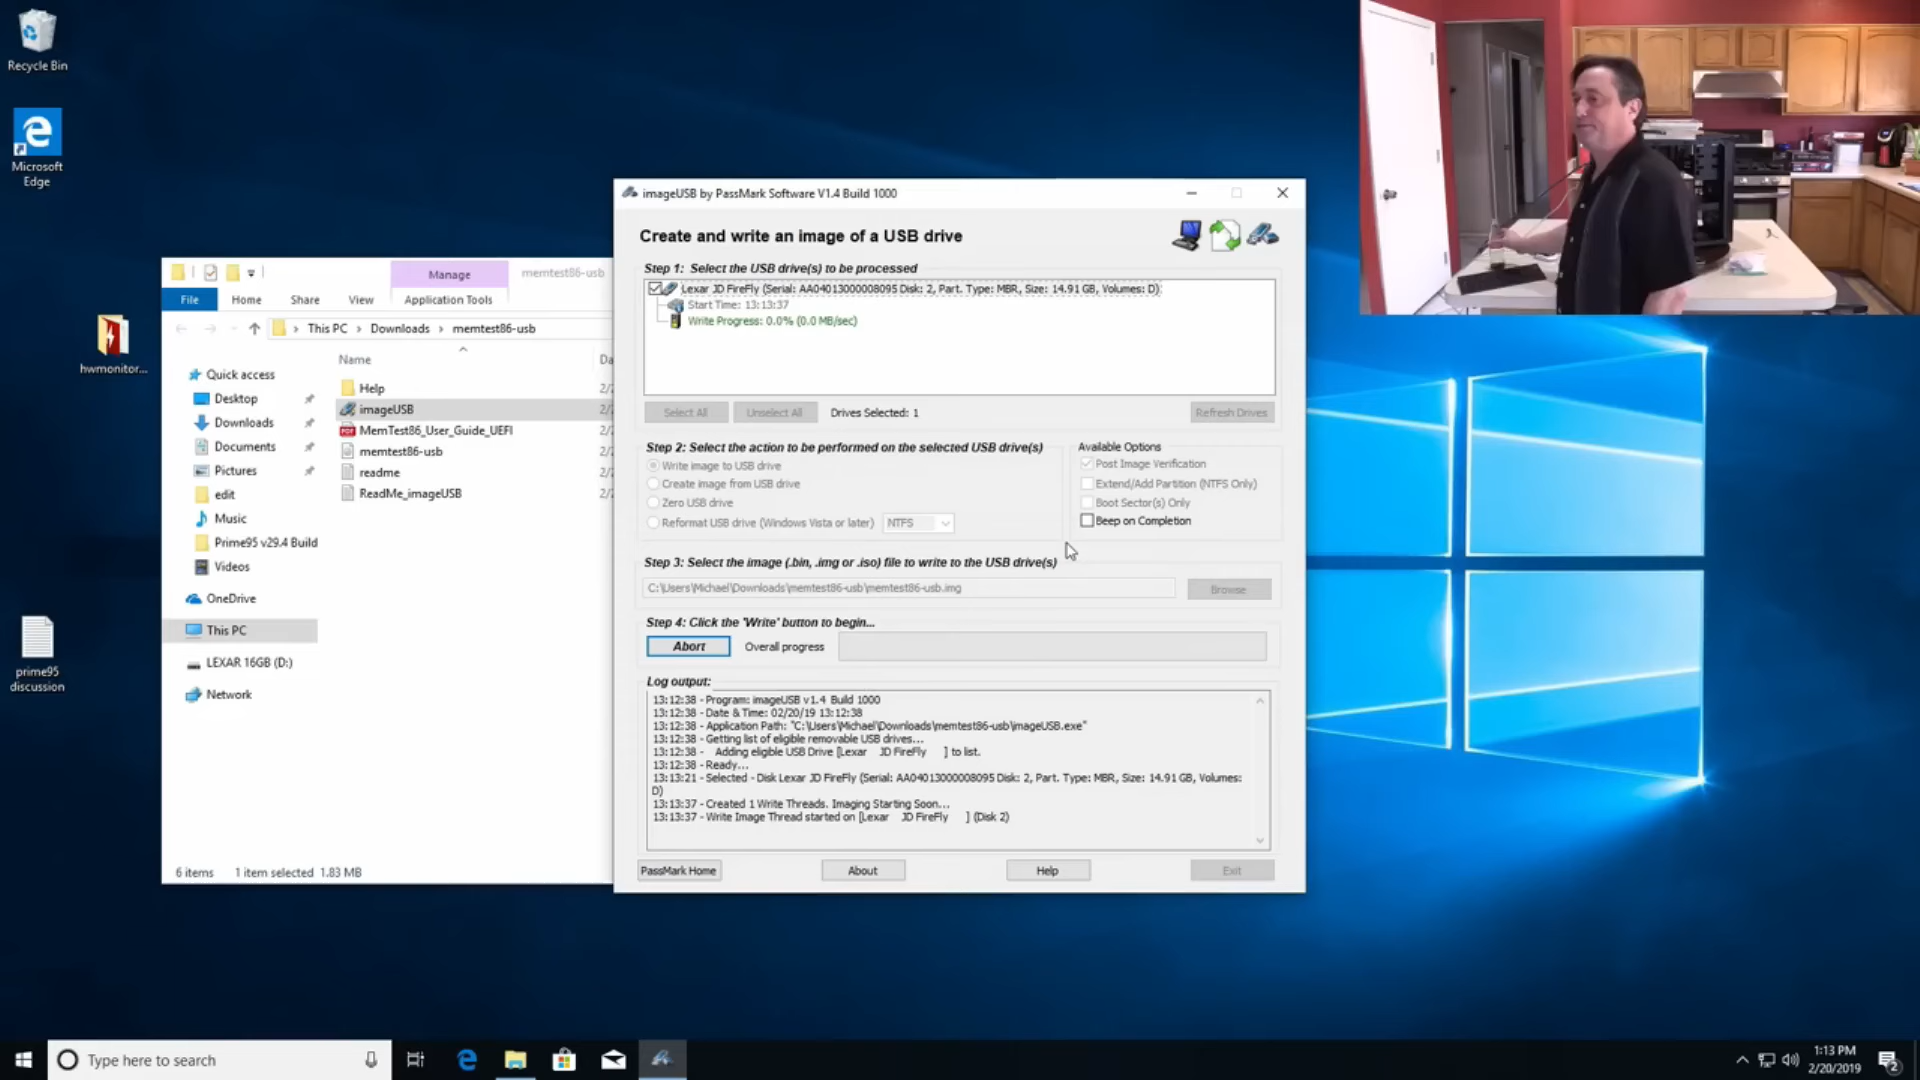 Recycle Bin
Microsoft
Edge
hwmonitor...
prime95
discussion
Manage
memtest86-usb
File
Home
Share
View
Application Tools
This PC
Downloads
memtest86-usb
Name
Da
Quick access
Desktop
Downloads
Documents
Pictures
edit
Music
Prime95 v29.4 Build
Videos
OneDrive
This PC
LEXAR 16GB (D:)
Network
Help
2/2
imageUSB
2/2
MemTest86_User_Guide_UEFI
2/2
memtest86-usb
2/2
readme
2/2
ReadMe_imageUSB
2/2
6 items
1 item selected 1.83 MB
imageUSB by PassMark Software V1.4 Build 1000
Create and write an image of a USB drive
Step 1: Select the USB drive(s) to be processed
Lexar JD FireFly (Serial: AA04013000008095 Disk: 2, Part. Type: MBR, Size: 14.91 GB, Volumes: D)
Start Time: 13:13:37
Write Progress: 0.0% (0.0 MB/sec)
Select All
Unselect All
Drives Selected: 1
Refresh Drives
Step 2: Select the action to be performed on the selected USB drive(s)
Write image to USB drive
Create image from USB drive
Zero USB drive
Reformat USB drive (Windows Vista or later)
NTFS
Available Options
Post Image Verification
Extend/Add Partition (NTFS Only)
Boot Sector(s) Only
Beep on Completion
Step 3: Select the image (.bin, .img or .iso) file to write to the USB drive(s)
C:\Users\Michael\Downloads\memtest86-usb\memtest86-usb.img
Browse
Step 4: Click the 'Write' button to begin...
Abort
Overall progress
Log output:
13:12:38 - Program: imageUSB v1.4 Build 1000
13:12:38 - Date & Time: 02/20/19 13:12:38
13:12:38 - Application Path: "C:\Users\Michael\Downloads\memtest86-usb\imageUSB.exe"
13:12:38 - Getting list of eligible removable USB drives...
13:12:38 - Adding eligible USB Drive [Lexar JD FireFly ] to list.
13:12:38 - Ready...
13:13:21 - Selected - Disk Lexar JD FireFly (Serial: AA04013000008095 Disk: 2, Part. Type: MBR, Size: 14.91 GB, Volumes:
D)
13:13:37 - Created 1 Write Threads. Imaging Starting Soon...
13:13:37 - Write Image Thread started on [Lexar JD FireFly ] (Disk 2)
PassMark Home
About
Help
Exit
Type here to search
1:13 PM
2/20/2019
2